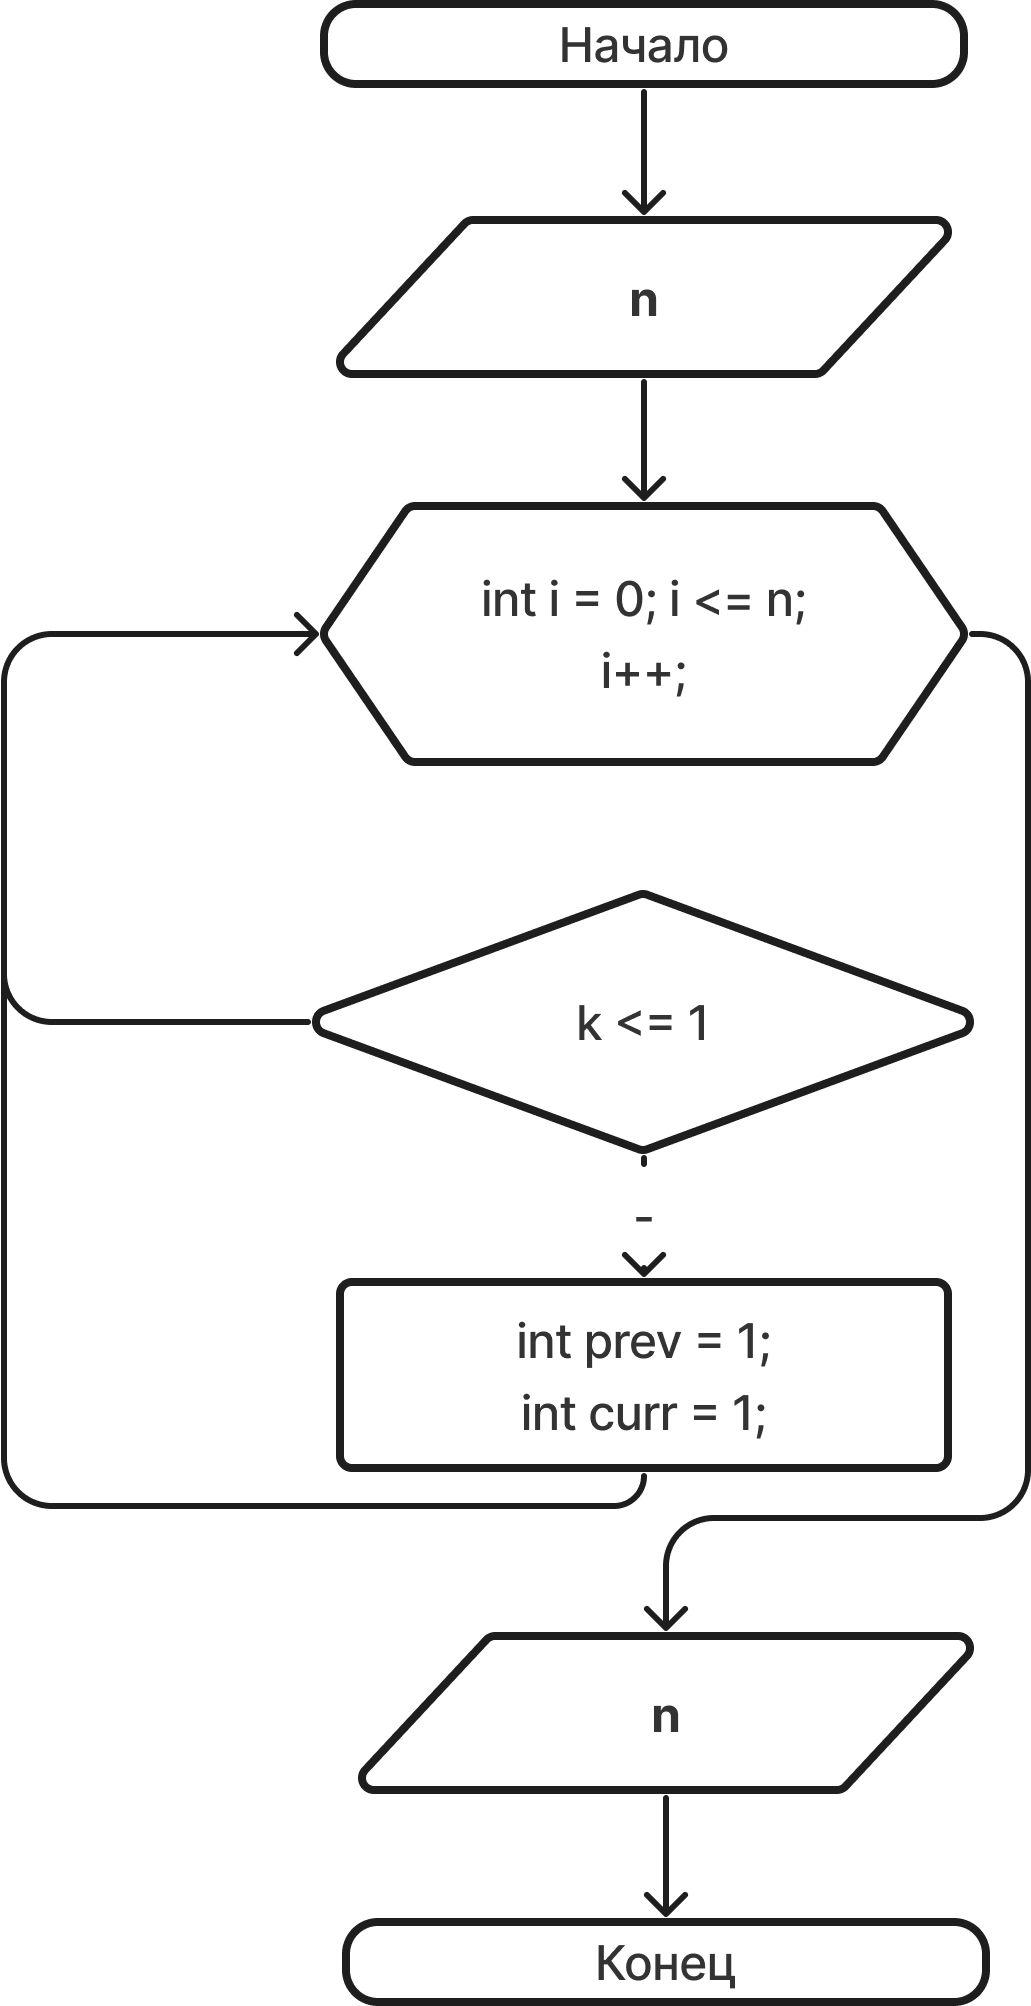 Начало
n
int i = 0; i <= n;
i++;
k <= 1
-
int prev = 1;
int curr = 1;
n
Конец